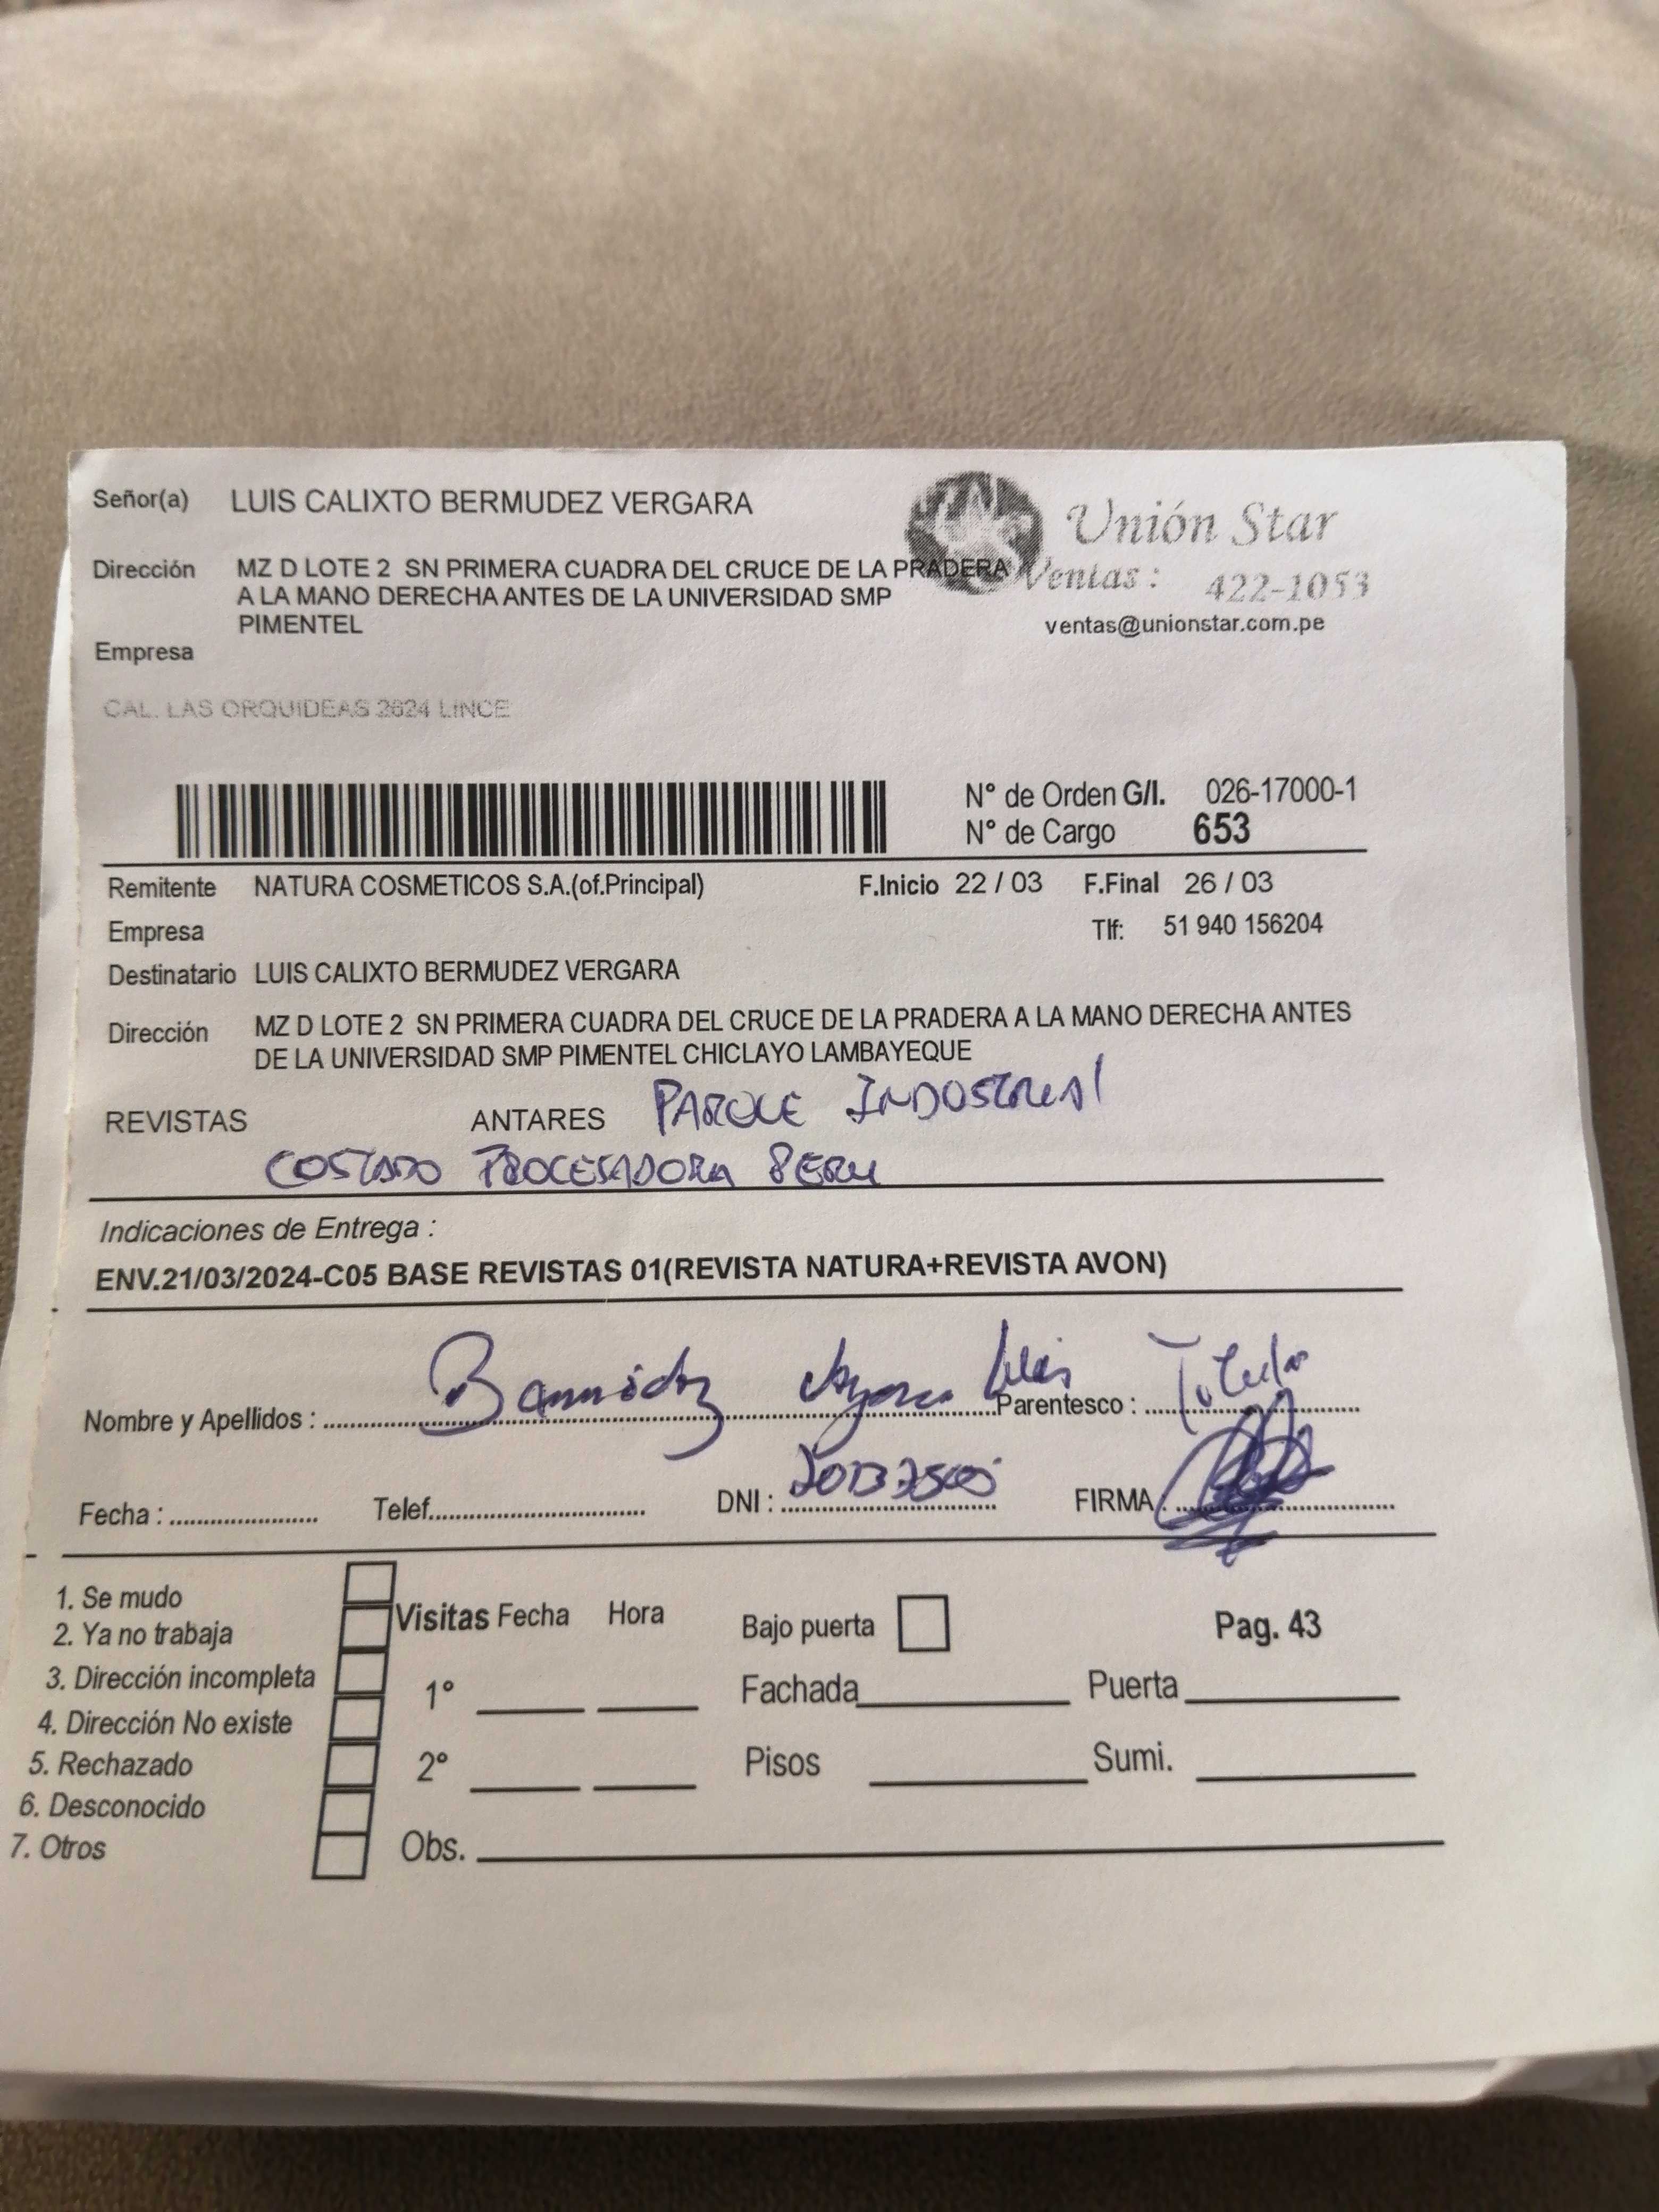 Señor(a) LUIS CALIXTO BERMUDEZ VERGARA
Unión Star
Dirección MZ D LOTE 2 SN PRIMERA CUADRA DEL CRUCE DE LA PRADERA
Ventas: 422-1053
A LA MANO DERECHA ANTES DE LA UNIVERSIDAD SMP
PIMENTEL
ventas@unionstar.com.pe
Empresa
CAL. LAS ORQUIDEAS 2624 LINCE
N° de Orden G/I. 026-17000-1
N° de Cargo 653
Remitente NATURA COSMETICOS S.A.(of.Principal) F.Inicio 22 / 03 F.Final 26 / 03
Empresa Tlf: 51 940 156204
Destinatario LUIS CALIXTO BERMUDEZ VERGARA
Dirección MZ D LOTE 2 SN PRIMERA CUADRA DEL CRUCE DE LA PRADERA A LA MANO DERECHA ANTES
DE LA UNIVERSIDAD SMP PIMENTEL CHICLAYO LAMBAYEQUE
REVISTAS ANTARES PARQUE INDUSTRIAL
COSTADO PROCESADORA PERU
Indicaciones de Entrega :
ENV.21/03/2024-C05 BASE REVISTAS 01(REVISTA NATURA+REVISTA AVON)
Nombre y Apellidos : Luis Parentesco : Titular
Fecha : Telef. DNI : FIRMA :
1. Se mudo
2. Ya no trabaja
3. Dirección incompleta
4. Dirección No existe
5. Rechazado
6. Desconocido
7. Otros
Visitas Fecha Hora Bajo puerta Pag. 43
1° Fachada Puerta
2° Pisos Sumi.
Obs.